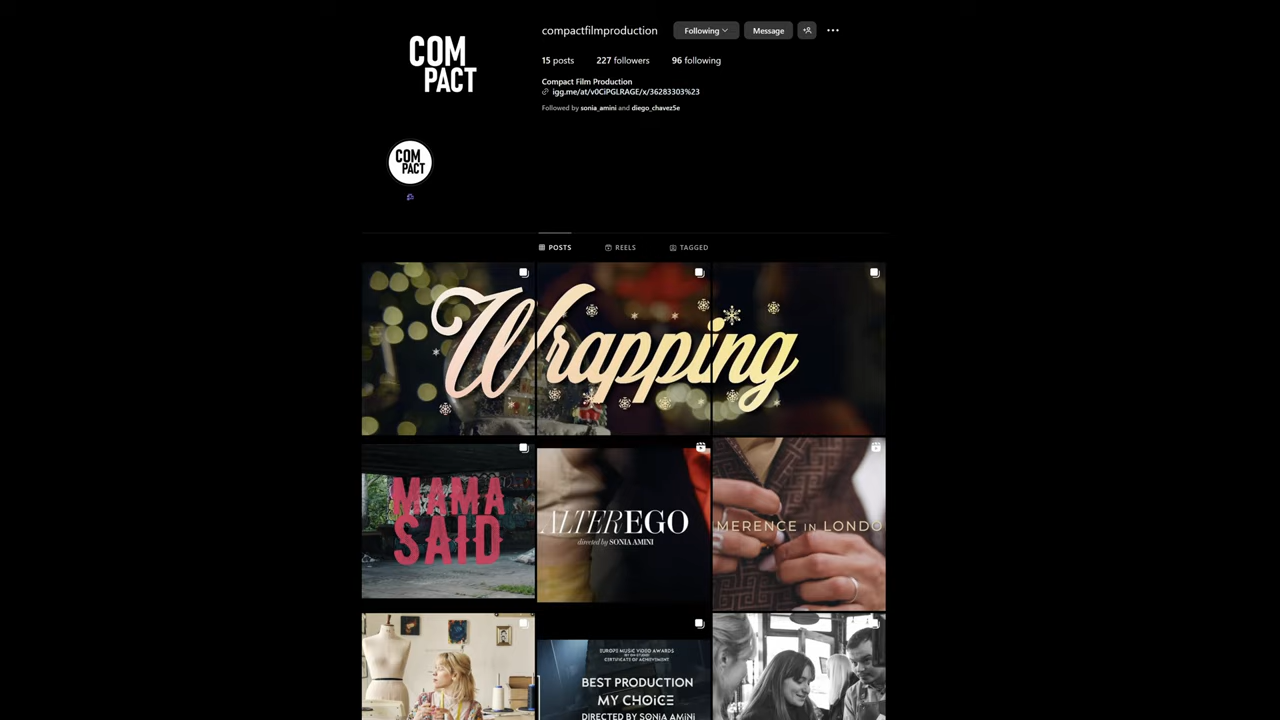 COM
PACT
compactfilmproduction
Following
Message
15 posts
227 followers
96 following
Compact Film Production
igg.me/at/v0CiPGLRAGE/x/36283303%23
Followed by sonia_amini and diego_chavez5e
COM
PACT
POSTS
REELS
TAGGED
Wrapping
MAMA
SAID
ALTEREGO
directed by SONIA AMINI
MERENCE IN LONDO
EUROPE MUSIC VIDEO AWARDS
CERTIFICATE OF ACHIEVEMENT
BEST PRODUCTION
MY CHOICE
DIRECTED BY SONIA AMINI